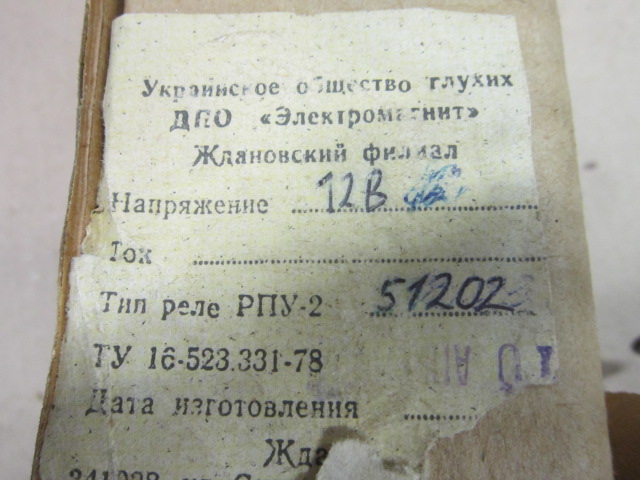 Украинское общество глухих
ДПО «Электромагнит»
Ждановский филиал
Напряжение 12В
Ток
Тип реле РПУ-2 51202
ТУ 16-523.331-78
Дата изготовления
Жда